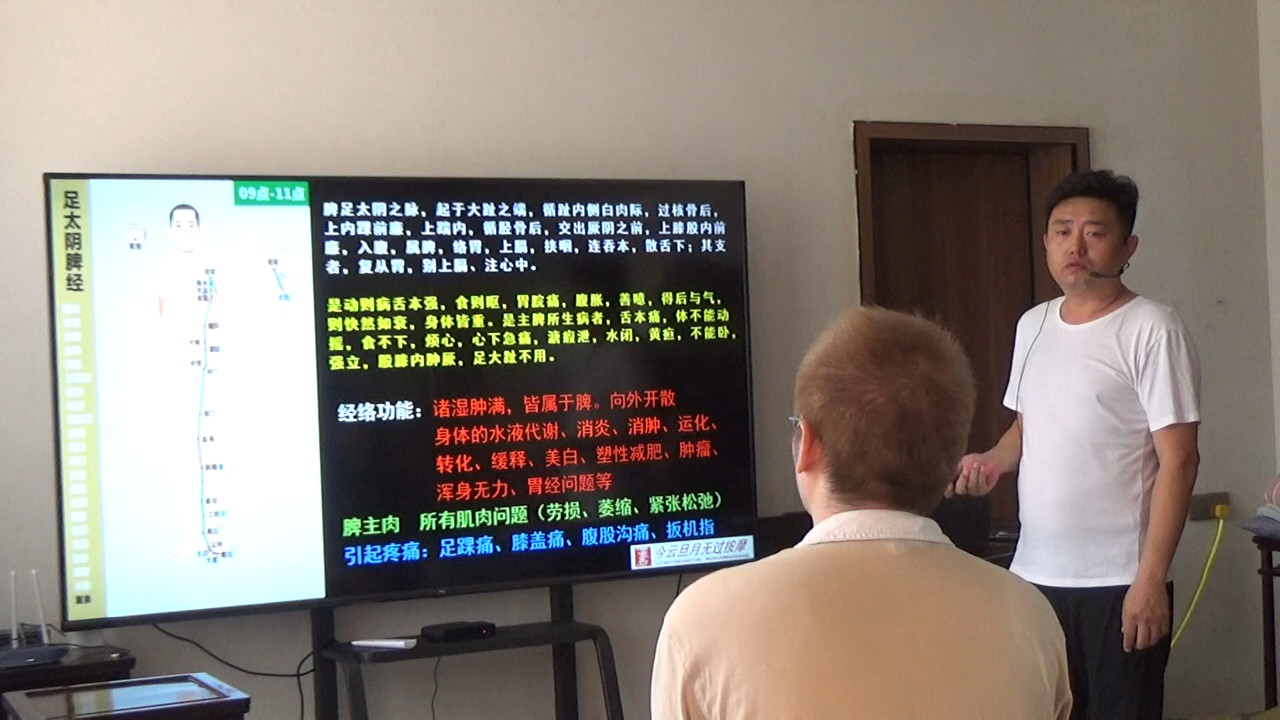 足太阴脾经
09点-11点
脾足太阴之脉，起于大趾之端，循趾内侧白肉际，过核骨后，
上内踝前廉，上踹内，循胫骨后，交出厥阴之前，上膝股内前
廉，入腹，属脾，络胃，上膈，挟咽，连吞本，散舌下；其支
者，复从胃，别上膈、注心中。
是动则病舌本强，食则呕，胃脘痛，腹胀，善噫，得后与气，
则快然如衰，身体皆重。是主脾所生病者，舌本痛，体不能动
摇，食不下，烦心，心下急痛，溏瘕泄，水闭，黄疸，不能卧，
强立，股膝内肿厥，足大趾不用。
经络功能：诸湿肿满，皆属于脾。向外开散
身体的水液代谢、消炎、消肿、运化、
转化、缓释、美白、塑性减肥、肿瘤、
浑身无力、胃经问题等
脾主肉 所有肌肉问题（劳损、萎缩、紧张松弛）
引起疼痛：足踝痛、膝盖痛、腹股沟痛、扳机指
今云旦月无过按摩